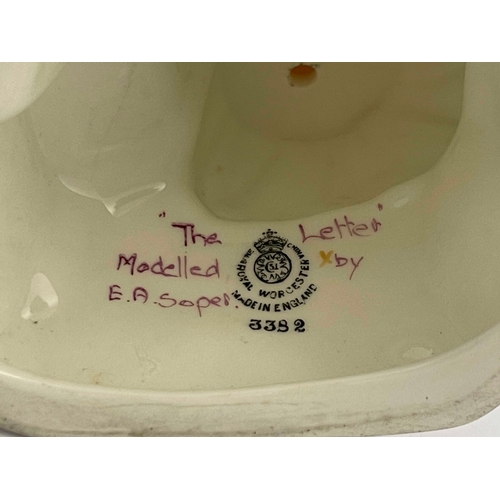 "The Letter"
Modelled by
E.A. Soper.
ROYAL WORCESTER
MADE IN ENGLAND
3382